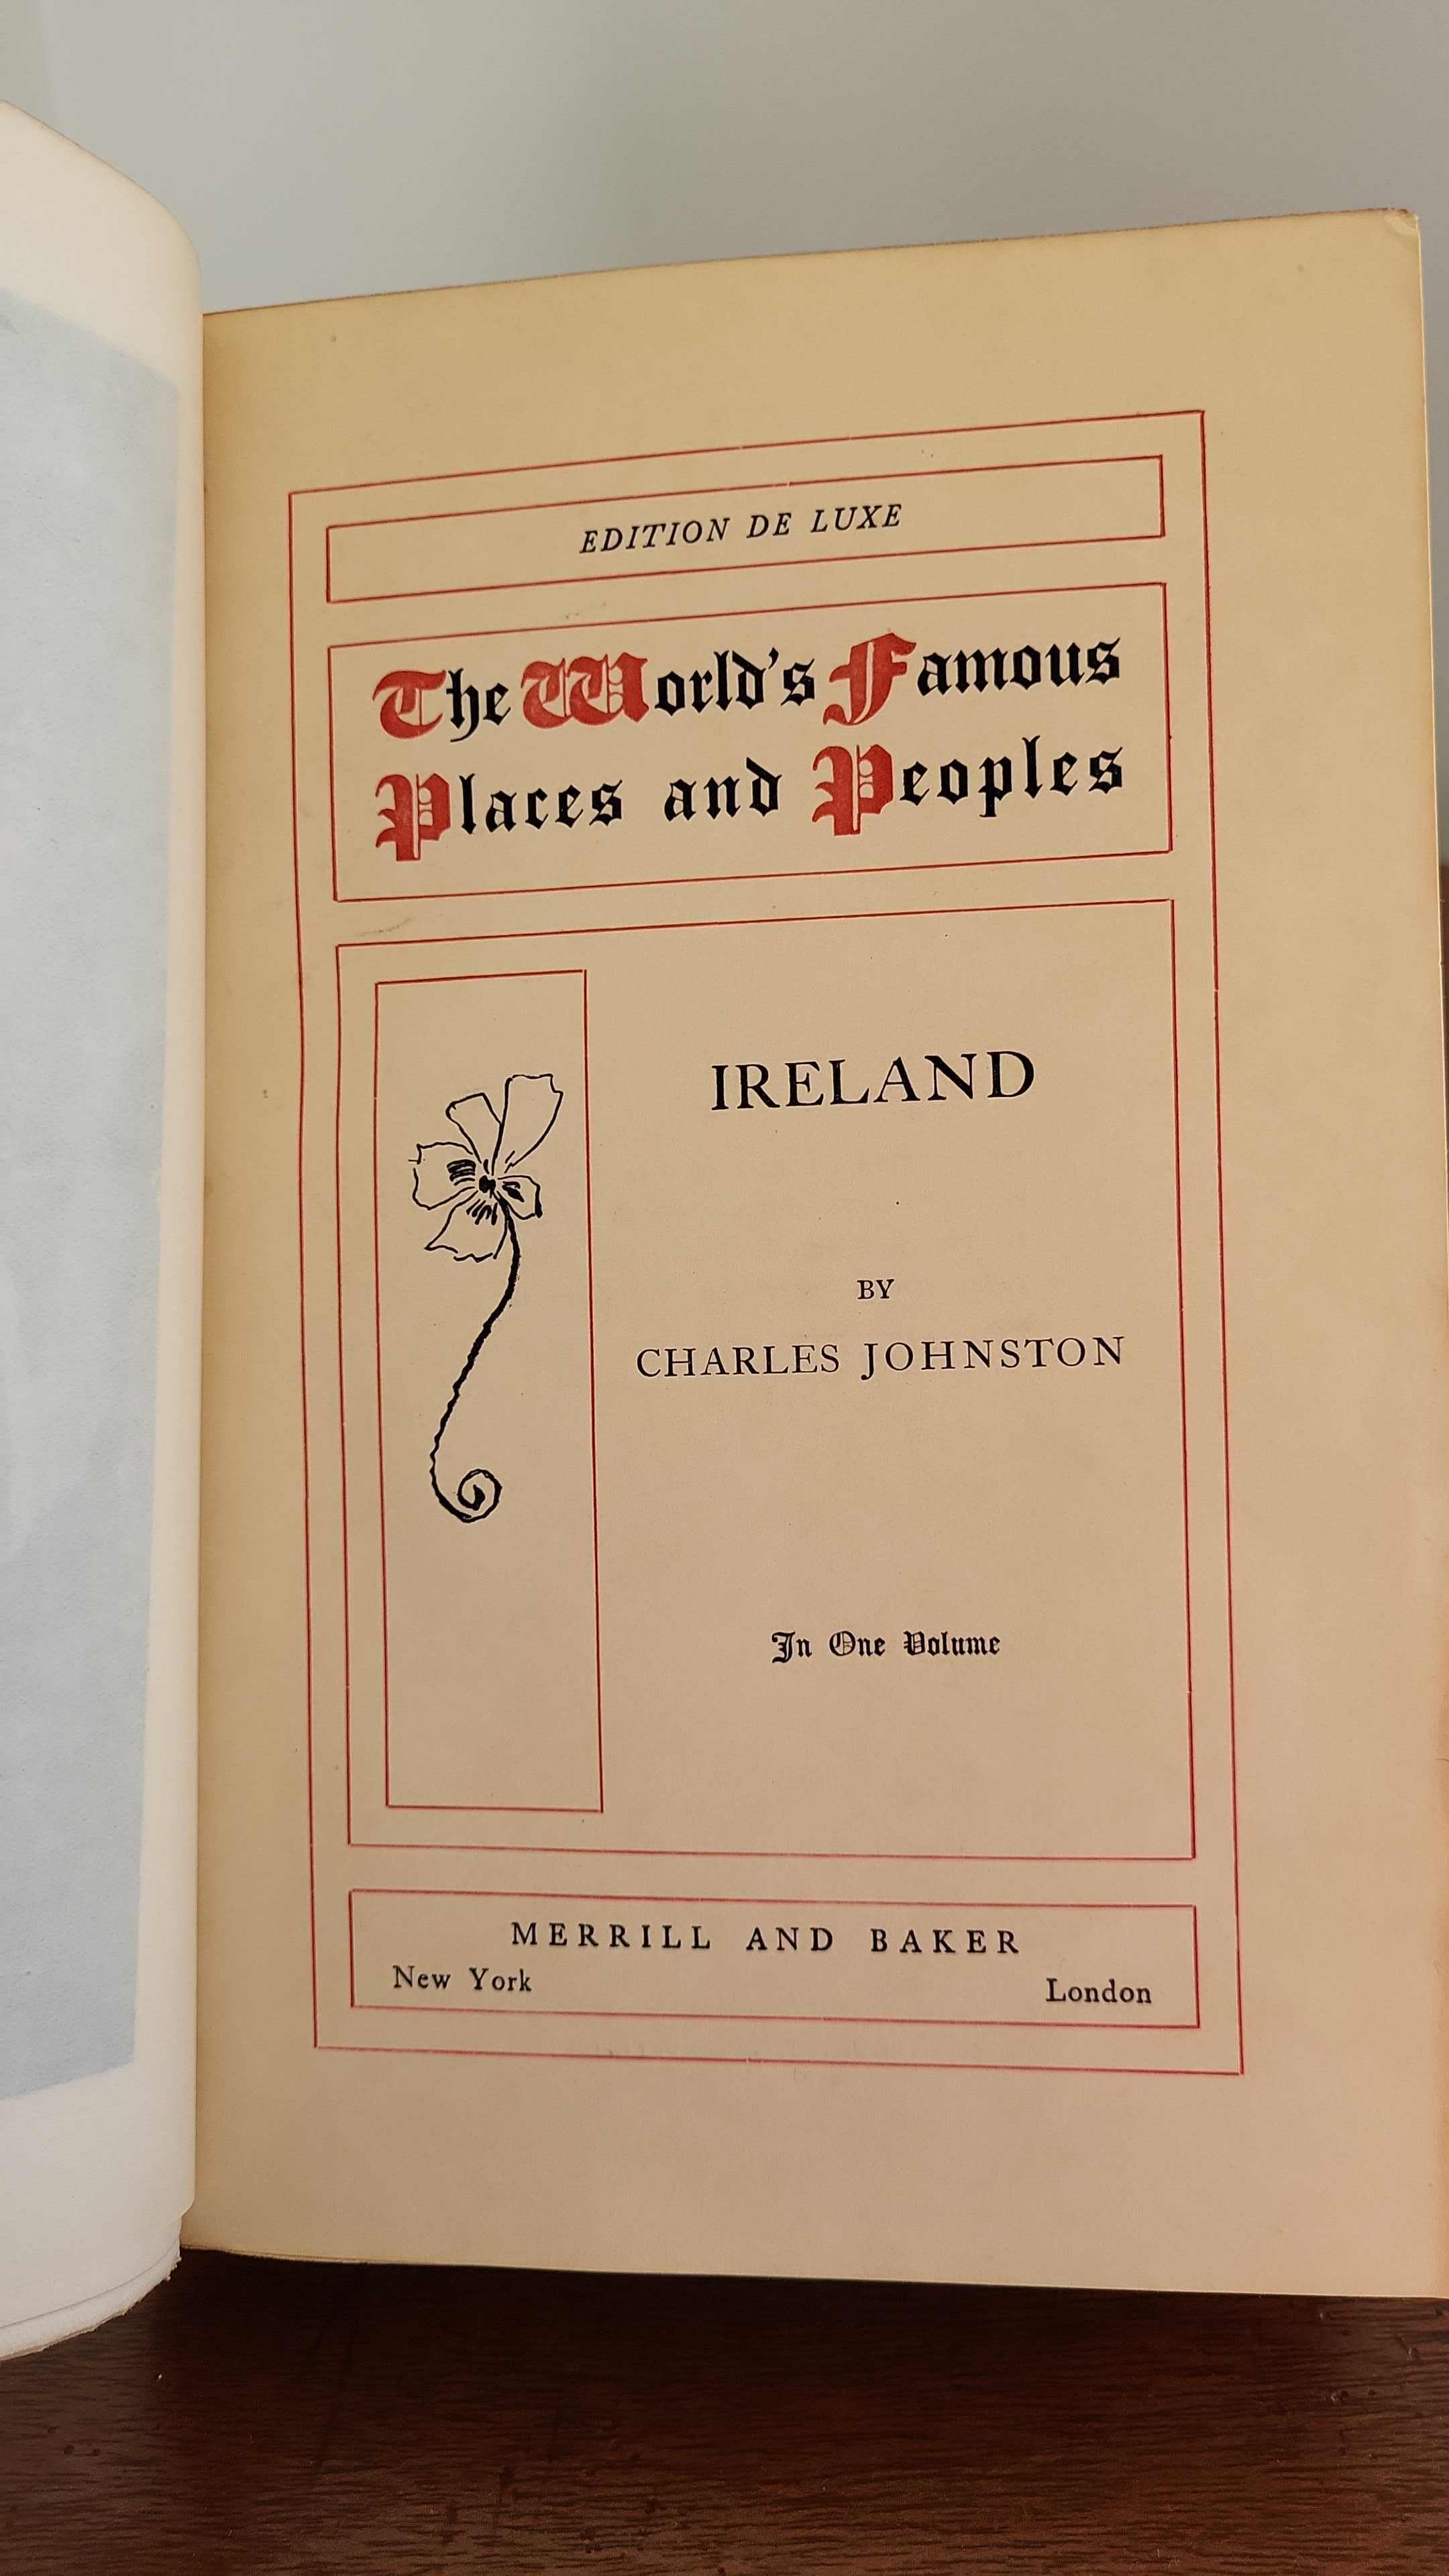 EDITION DE LUXE
The World's Famous
Places and Peoples
IRELAND
BY
CHARLES JOHNSTON
In One Volume
MERRILL AND BAKER
New York London